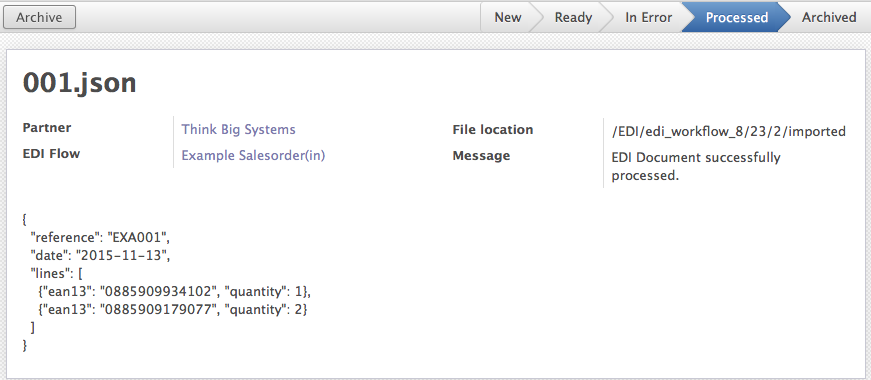 Archive
New
Ready
In Error
Processed
Archived
001.json
Partner
Think Big Systems
EDI Flow
Example Salesorder(in)
File location
/EDI/edi_workflow_8/23/2/imported
Message
EDI Document successfully
processed.
{
"reference": "EXA001",
"date": "2015-11-13",
"lines": [
{"ean13": "0885909934102", "quantity": 1},
{"ean13": "0885909179077", "quantity": 2}
]
}